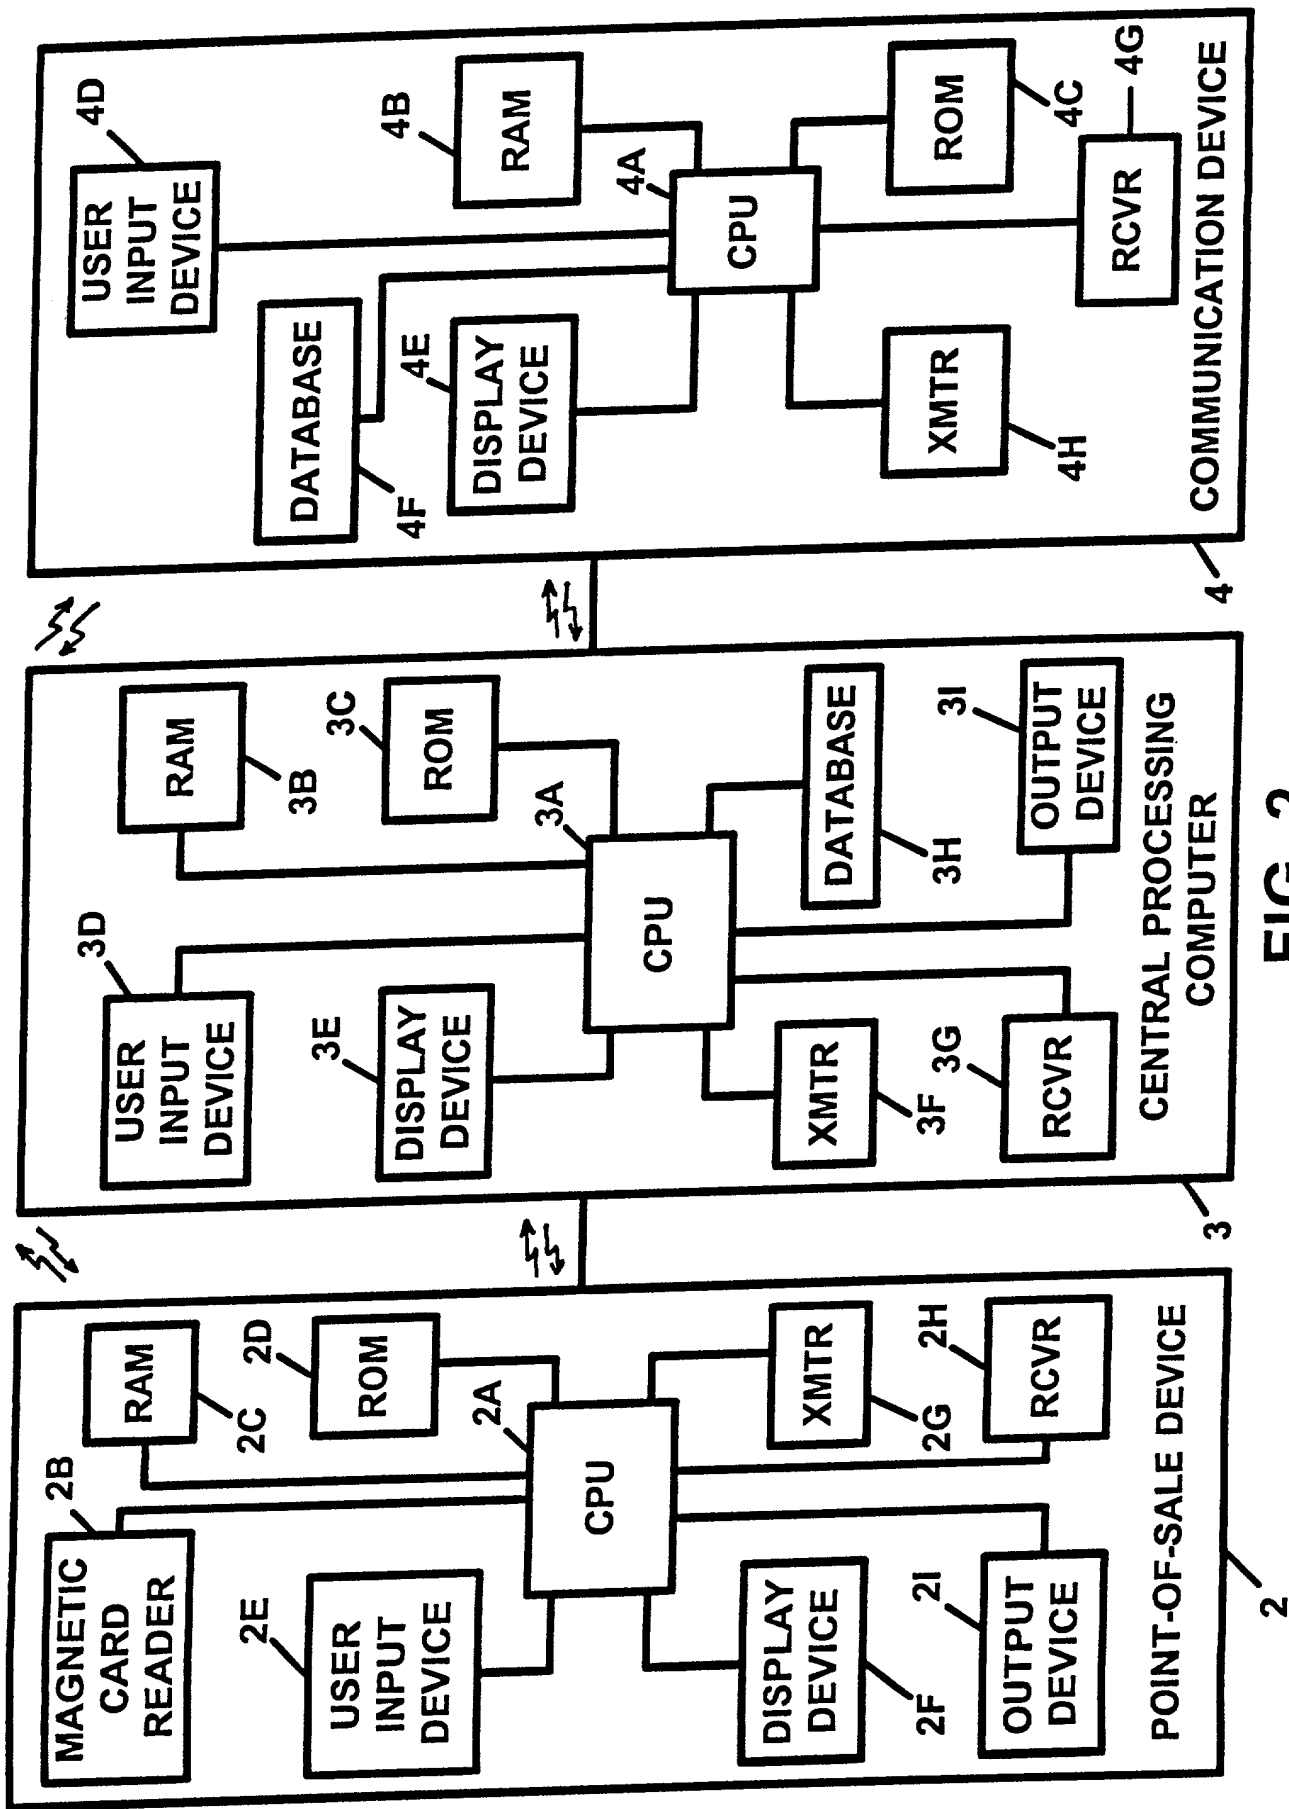 MAGNETIC
CARD
READER
2B
RAM
2C
2D
ROM
2A
CPU
2E
USER
INPUT
DEVICE
DISPLAY
DEVICE
2F
XMTR
2G
2H
RCVR
2I
OUTPUT
DEVICE
POINT-OF-SALE DEVICE
2
3D
USER
INPUT
DEVICE
RAM
3B
3C
ROM
3A
CPU
3E
DISPLAY
DEVICE
XMTR
3F
3G
RCVR
DATABASE
3H
3I
OUTPUT
DEVICE
CENTRAL PROCESSING
COMPUTER
3
4D
USER
INPUT
DEVICE
DATABASE
4F
4E
DISPLAY
DEVICE
4B
RAM
4A
CPU
XMTR
4H
ROM
4C
RCVR
4G
COMMUNICATION DEVICE
4
FIG. 2